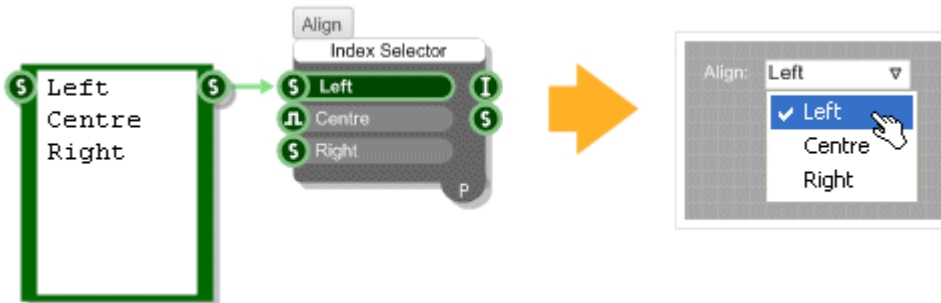 Align
Index Selector
S
Left
Centre
Right
S
S
Left
Centre
S
Right
I
S
P
Align:
Left
Left
Centre
Right